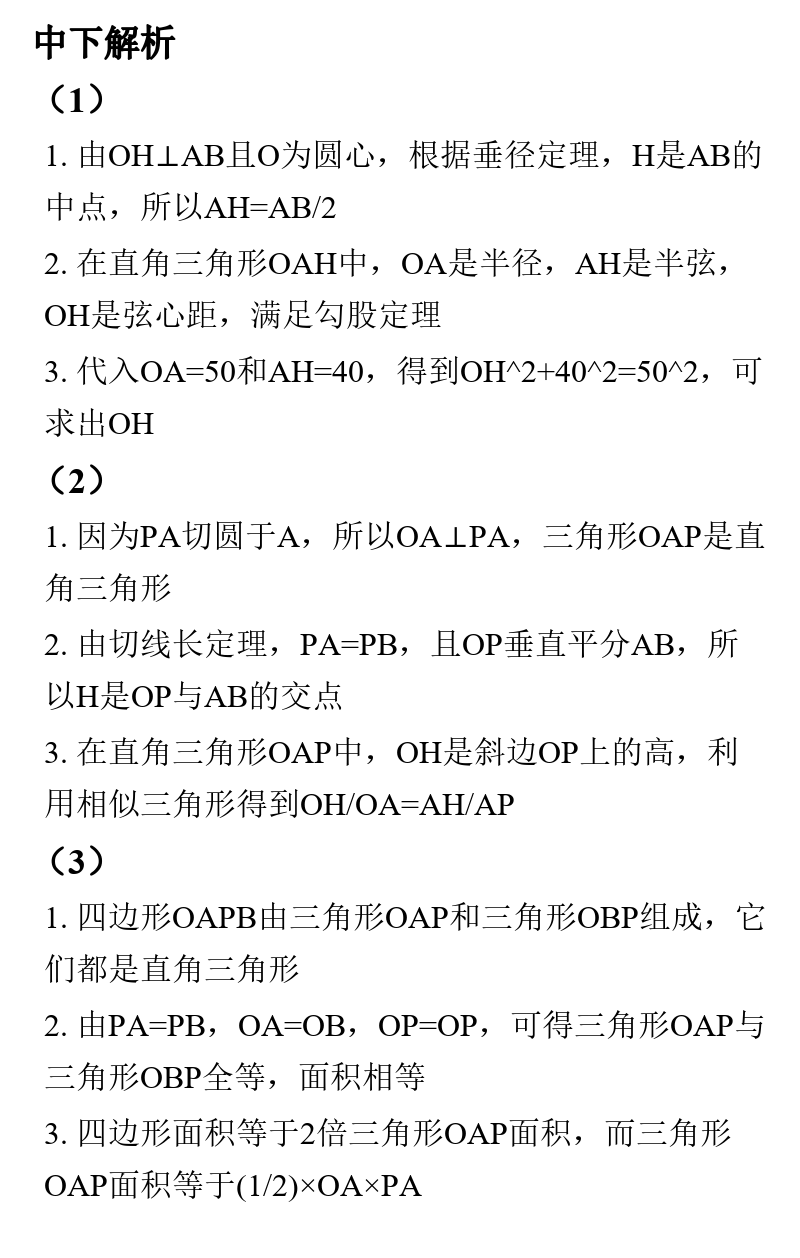 中下解析
（1）
1. 由OH⊥AB且O为圆心，根据垂径定理，H是AB的
中点，所以AH=AB/2
2. 在直角三角形OAH中，OA是半径，AH是半弦，
OH是弦心距，满足勾股定理
3. 代入OA=50和AH=40，得到OH^2+40^2=50^2，可
求出OH
（2）
1. 因为PA切圆于A，所以OA⊥PA，三角形OAP是直
角三角形
2. 由切线长定理，PA=PB，且OP垂直平分AB，所
以H是OP与AB的交点
3. 在直角三角形OAP中，OH是斜边OP上的高，利
用相似三角形得到OH/OA=AH/AP
（3）
1. 四边形OAPB由三角形OAP和三角形OBP组成，它
们都是直角三角形
2. 由PA=PB，OA=OB，OP=OP，可得三角形OAP与
三角形OBP全等，面积相等
3. 四边形面积等于2倍三角形OAP面积，而三角形
OAP面积等于(1/2)×OA×PA